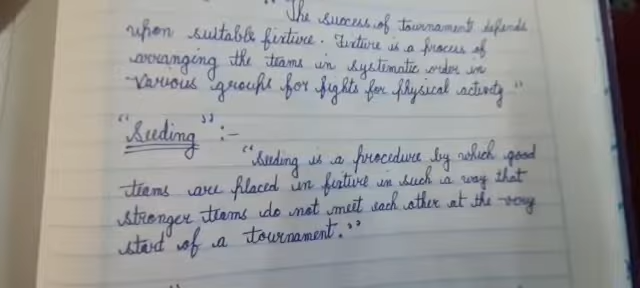 "The success of tournament depends
upon suitable fixture. Fixture is a process of
arranging the teams in systematic order in
various groups for fights for physical activity"
"Seeding" :-
"Seeding is a procedure by which good
teams are placed in fixture in such a way that
stronger teams do not meet each other at the very
start of a tournament."